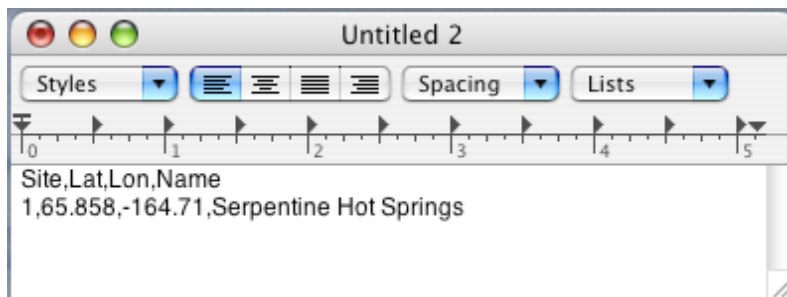 Untitled 2
Styles Spacing Lists
0 1 2 3 4 5
Site,Lat,Lon,Name
1,65.858,-164.71,Serpentine Hot Springs